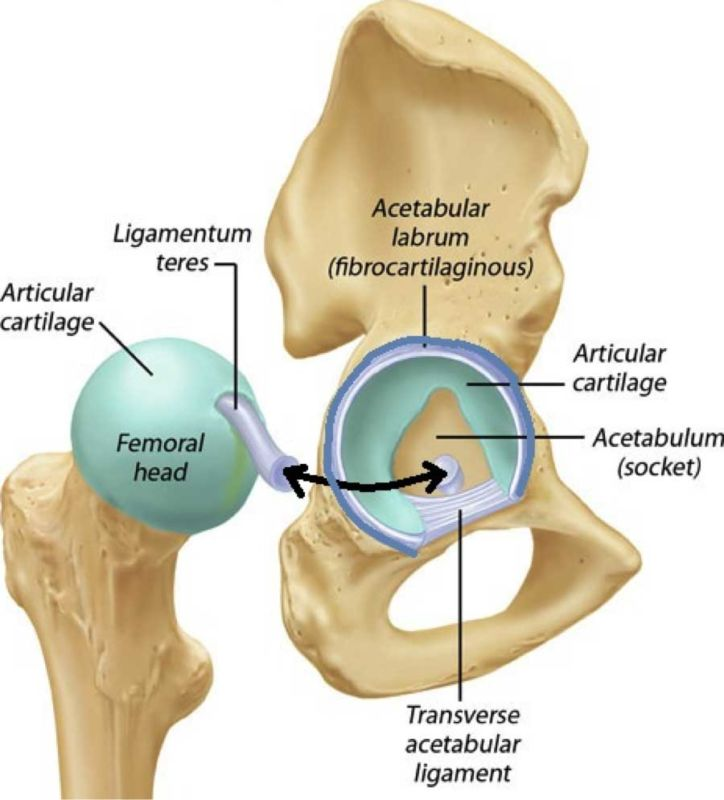 Acetabular
labrum
(fibrocartilaginous)
Ligamentum
teres
Articular
cartilage
Articular
cartilage
Femoral
head
Acetabulum
(socket)
Transverse
acetabular
ligament